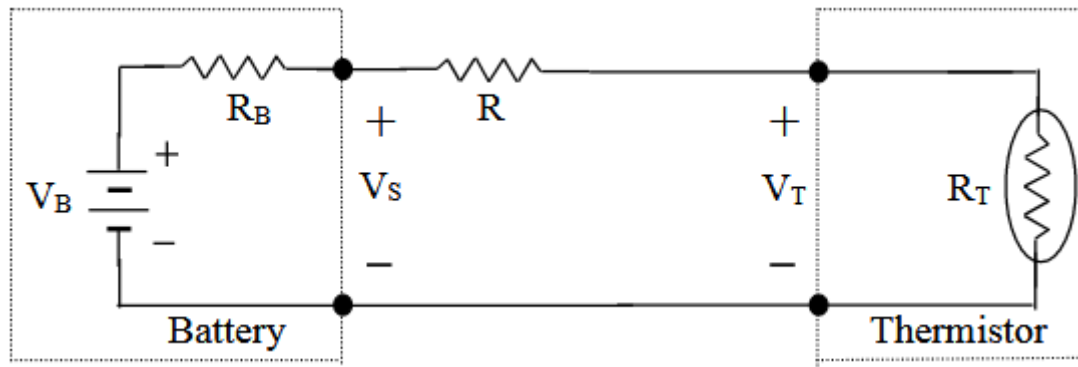 R_B
R
+
+
+
V_B
V_S
V_T
R_T
−
−
−
Battery
Thermistor